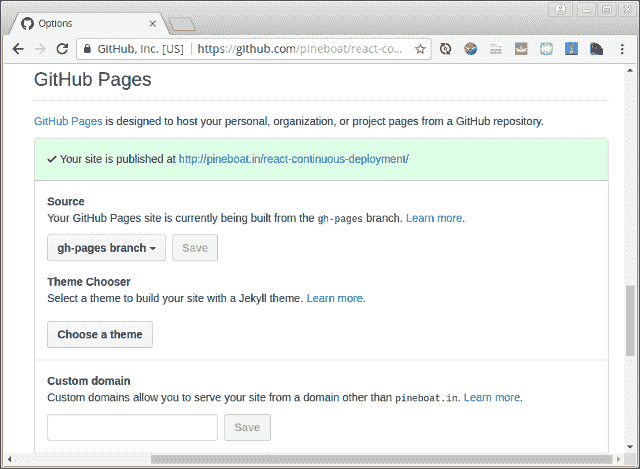 Options
GitHub, Inc. [US] https://github.com/pineboat/react-co...
GitHub Pages
GitHub Pages is designed to host your personal, organization, or project pages from a GitHub repository.
Your site is published at http://pineboat.in/react-continuous-deployment/
Source
Your GitHub Pages site is currently being built from the gh-pages branch. Learn more.
gh-pages branch
Save
Theme Chooser
Select a theme to build your site with a Jekyll theme. Learn more.
Choose a theme
Custom domain
Custom domains allow you to serve your site from a domain other than pineboat.in. Learn more.
Save